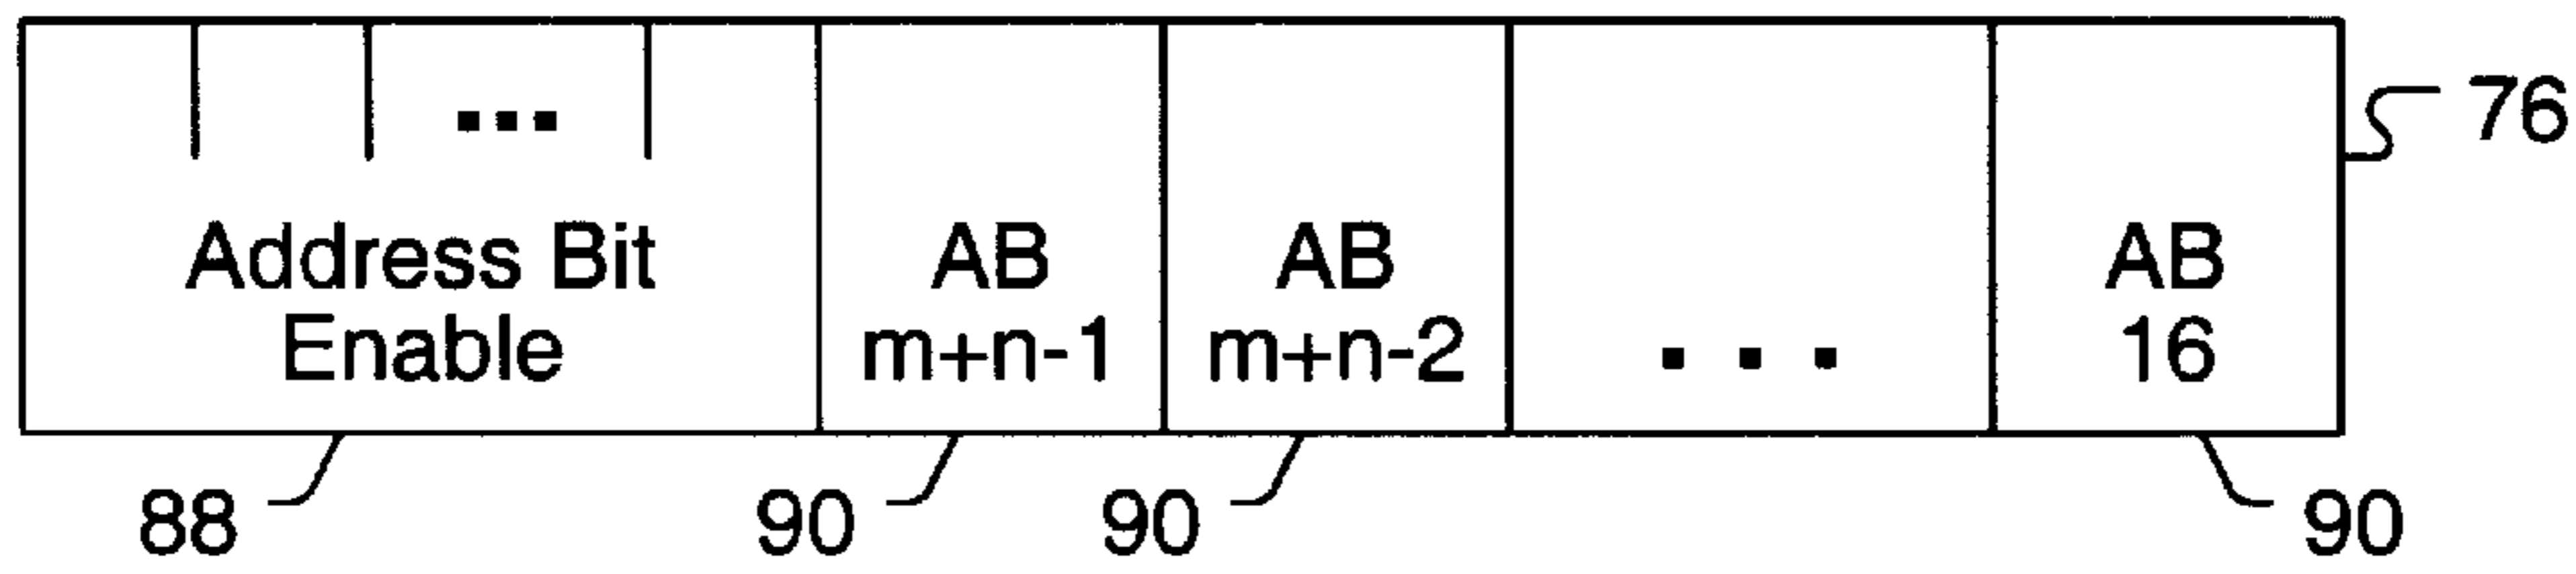 ...
76
Address Bit
Enable
AB
m+n-1
AB
m+n-2
. . .
AB
16
88
90
90
90